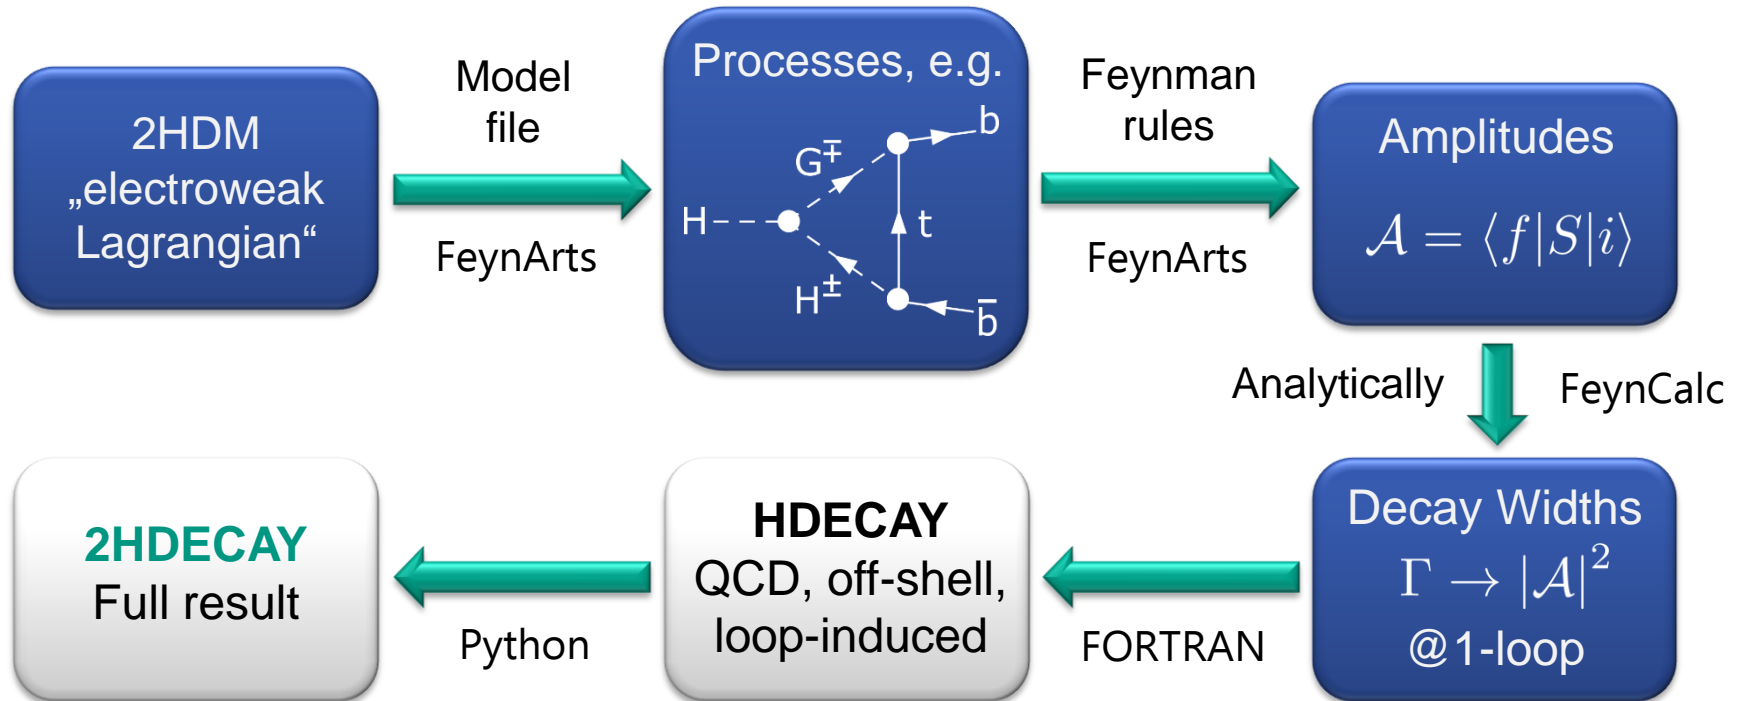 2HDM
„electroweak
Lagrangian“
Model
file
FeynArts
Processes, e.g.
b
G∓
H
t
H±
b̄
Feynman
rules
FeynArts
Amplitudes
𝒜 = ⟨f|S|i⟩
Analytically
FeynCalc
Decay Widths
Γ → |𝒜|²
@1-loop
FORTRAN
HDECAY
QCD, off-shell,
loop-induced
Python
2HDECAY
Full result